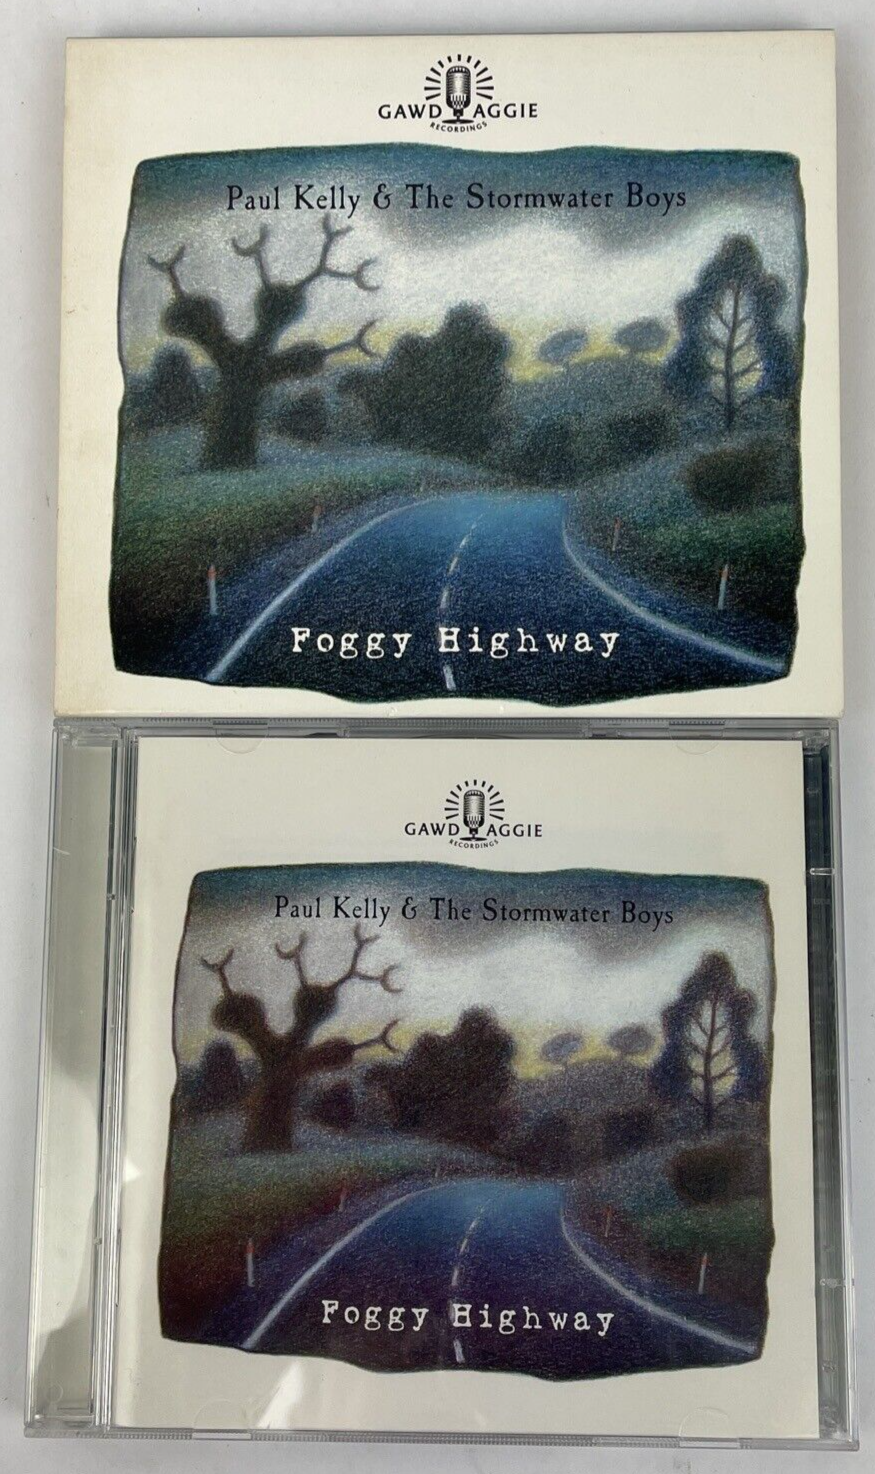 GAWD AGGIE
RECORDINGS
Paul Kelly & The Stormwater Boys
Foggy Highway
GAWD AGGIE
RECORDINGS
Paul Kelly & The Stormwater Boys
Foggy Highway